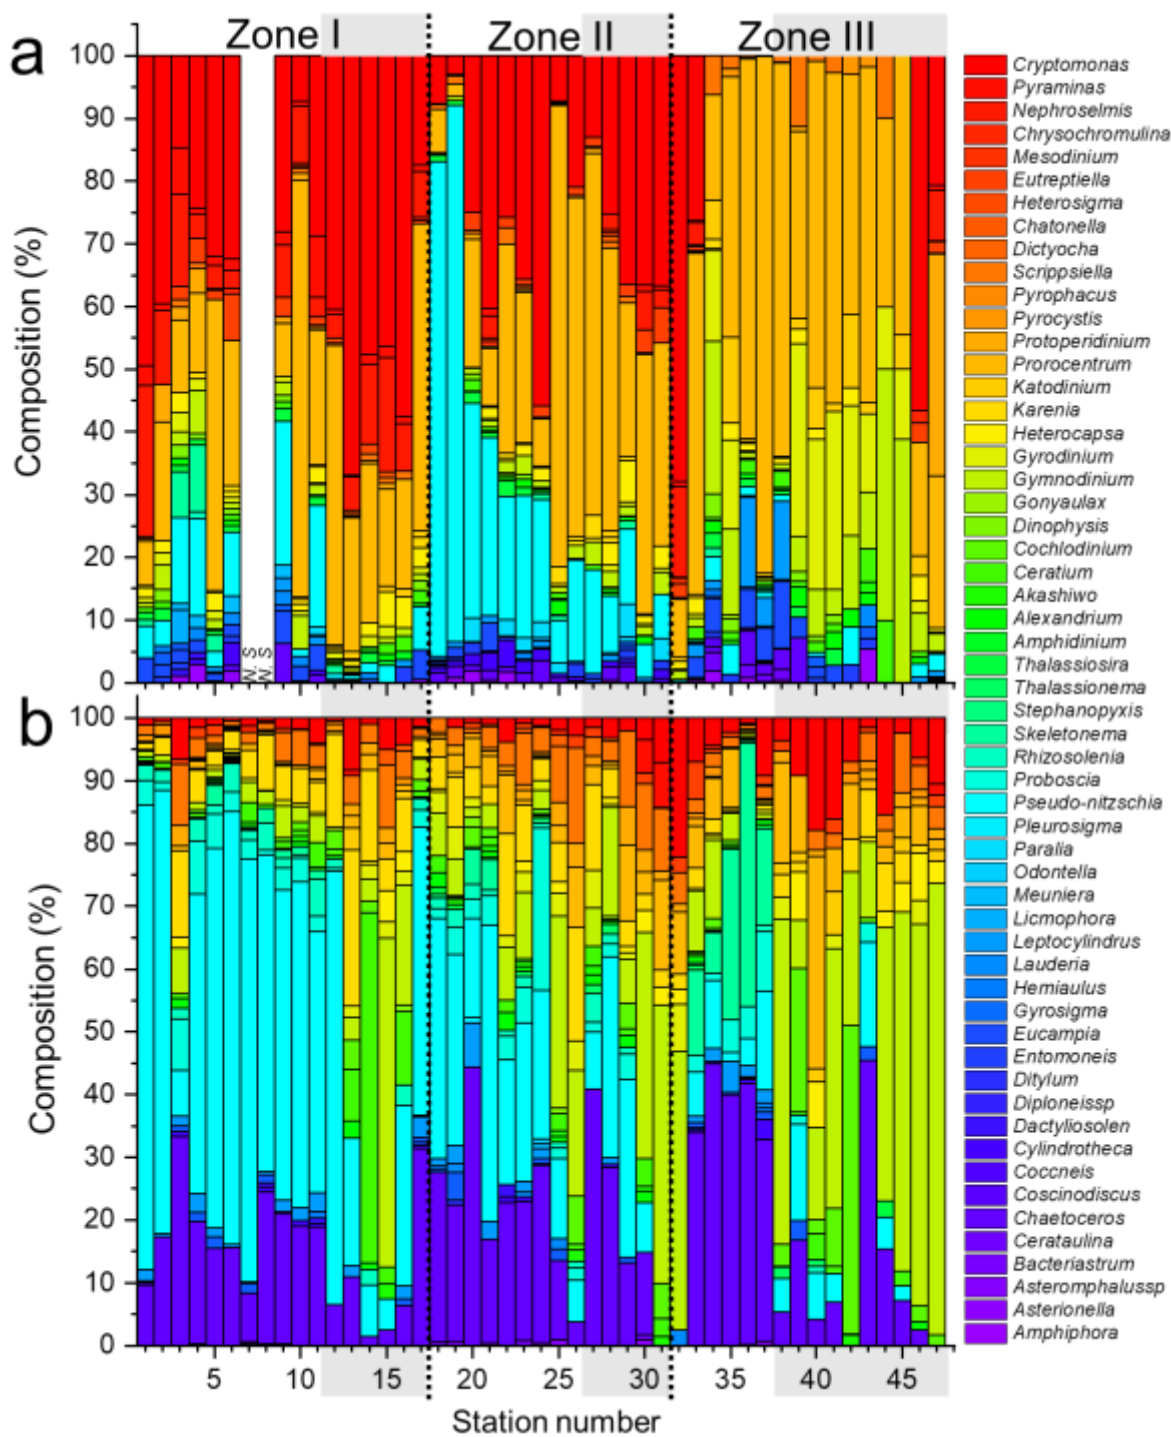 a
Zone I
Zone II
Zone III
100
90
80
70
60
50
40
30
20
10
0
Composition (%)
N. S
N. S
b
100
90
80
70
60
50
40
30
20
10
0
Composition (%)
5
10
15
20
25
30
35
40
45
Station number
Cryptomonas
Pyraminas
Nephroselmis
Chrysochromulina
Mesodinium
Eutreptiella
Heterosigma
Chatonella
Dictyocha
Scrippsiella
Pyrophacus
Pyrocystis
Protoperidinium
Prorocentrum
Katodinium
Karenia
Heterocapsa
Gyrodinium
Gymnodinium
Gonyaulax
Dinophysis
Cochlodinium
Ceratium
Akashiwo
Alexandrium
Amphidinium
Thalassiosira
Thalassionema
Stephanopyxis
Skeletonema
Rhizosolenia
Proboscia
Pseudo-nitzschia
Pleurosigma
Paralia
Odontella
Meuniera
Licmophora
Leptocylindrus
Lauderia
Hemiaulus
Gyrosigma
Eucampia
Entomoneis
Ditylum
Diploneissp
Dactyliosolen
Cylindrotheca
Coccneis
Coscinodiscus
Chaetoceros
Cerataulina
Bacteriastrum
Asteromphalussp
Asterionella
Amphiphora